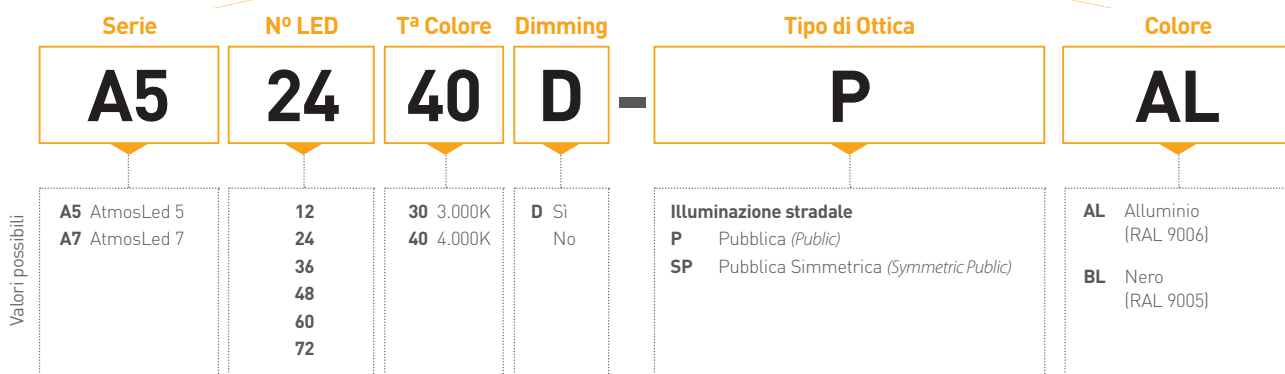 Serie Nº LED Tª Colore Dimming Tipo di Ottica Colore
A5 24 40 D - P AL
Valori possibili
A5 AtmosLed 5
A7 AtmosLed 7
12
24
36
48
60
72
30 3.000K
40 4.000K
D Sì
No
Illuminazione stradale
P Pubblica (Public)
SP Pubblica Simmetrica (Symmetric Public)
AL Alluminio
(RAL 9006)
BL Nero
(RAL 9005)